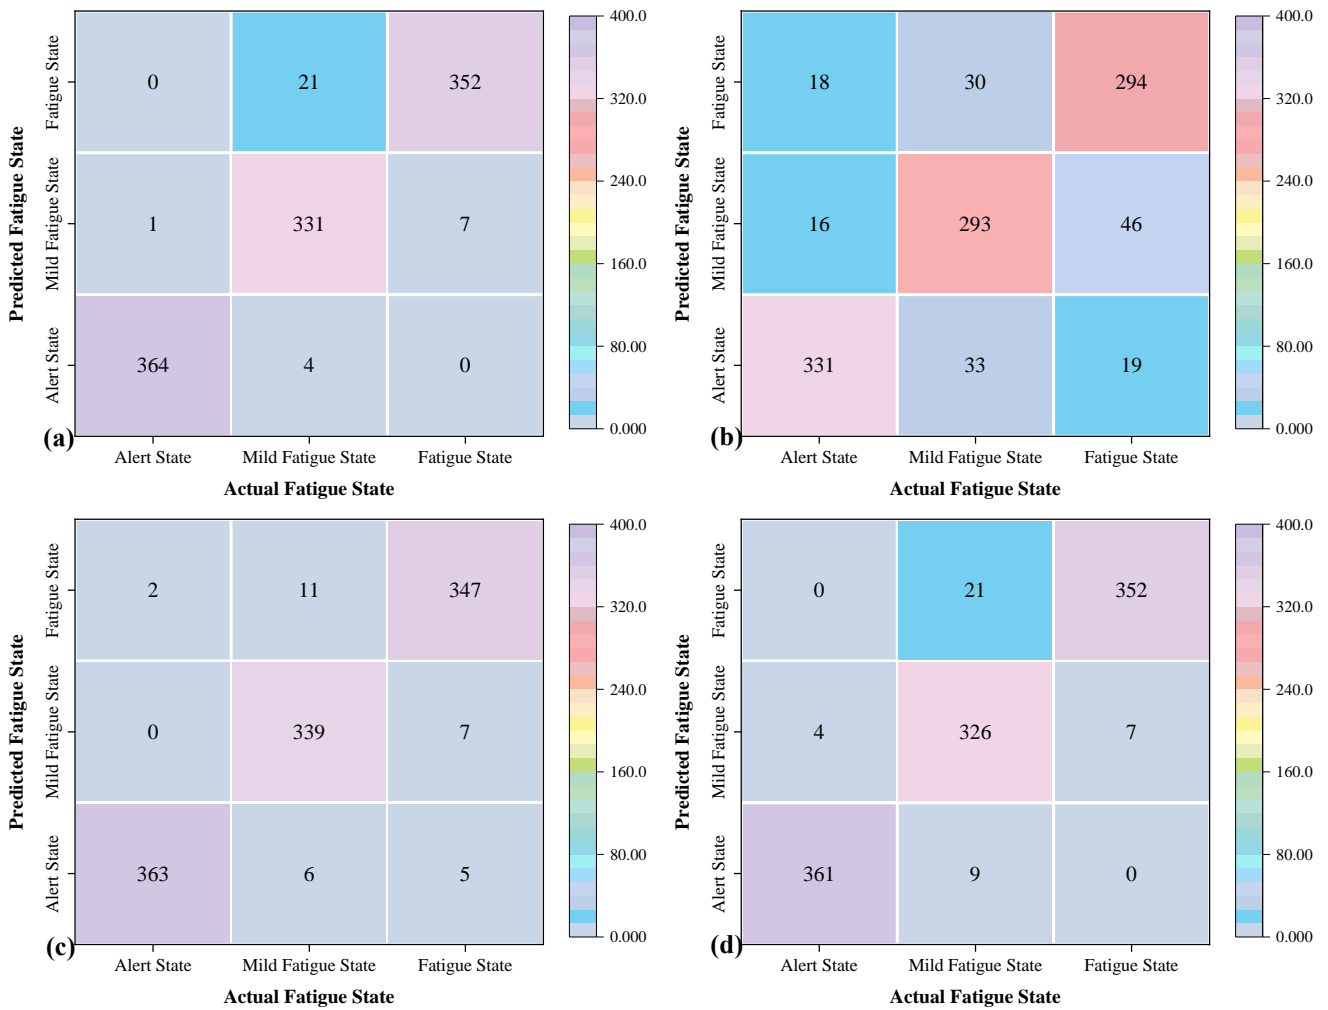 Predicted Fatigue State
Fatigue State
Mild Fatigue State
Alert State
0 21 352
1 331 7
364 4 0
400.0
320.0
240.0
160.0
80.00
0.000
(a)
Alert State Mild Fatigue State Fatigue State
Actual Fatigue State
Predicted Fatigue State
Fatigue State
Mild Fatigue State
Alert State
18 30 294
16 293 46
331 33 19
400.0
320.0
240.0
160.0
80.00
0.000
(b)
Alert State Mild Fatigue State Fatigue State
Actual Fatigue State
Predicted Fatigue State
Fatigue State
Mild Fatigue State
Alert State
2 11 347
0 339 7
363 6 5
400.0
320.0
240.0
160.0
80.00
0.000
(c)
Alert State Mild Fatigue State Fatigue State
Actual Fatigue State
Predicted Fatigue State
Fatigue State
Mild Fatigue State
Alert State
0 21 352
4 326 7
361 9 0
400.0
320.0
240.0
160.0
80.00
0.000
(d)
Alert State Mild Fatigue State Fatigue State
Actual Fatigue State